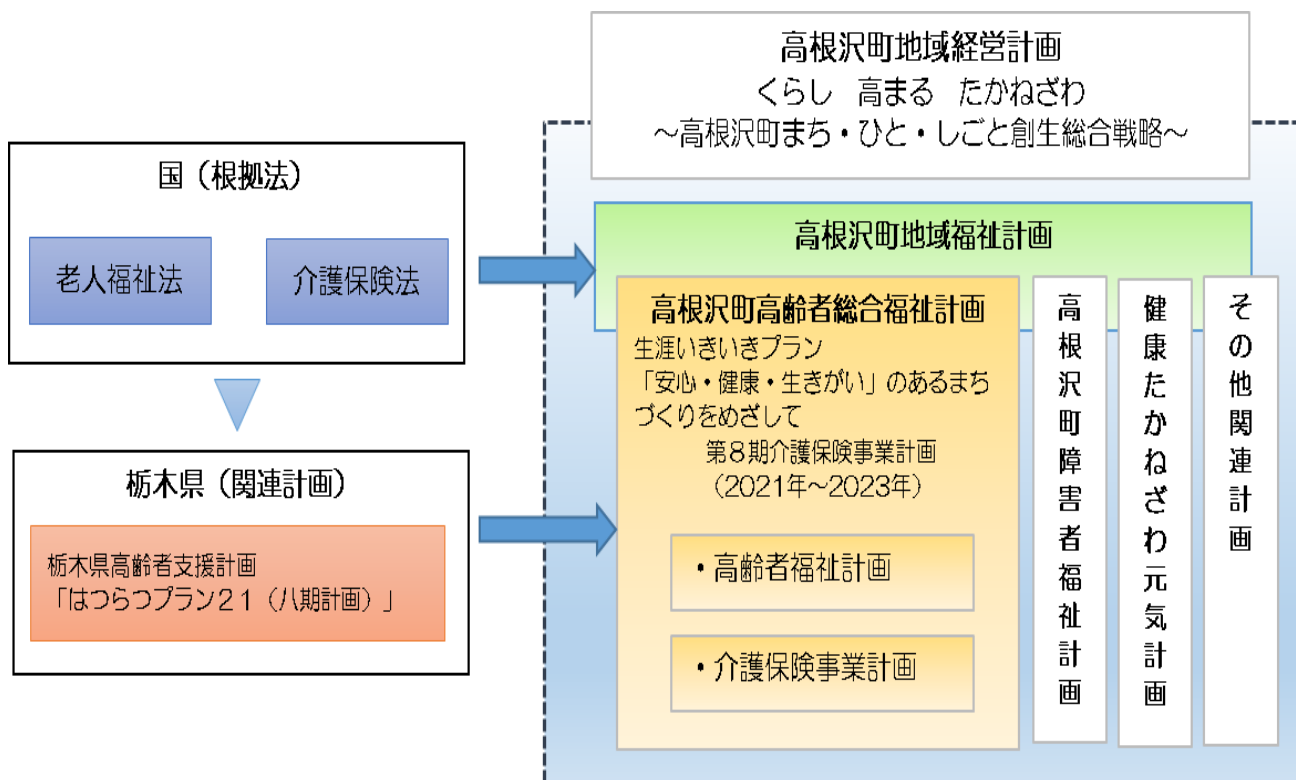 高根沢町地域経営計画
くらし　高まる　たかねざわ
～高根沢町まち・ひと・しごと創生総合戦略～
国（根拠法）
老人福祉法
介護保険法
栃木県（関連計画）
栃木県高齢者支援計画
「はつらつプラン２１（八期計画）」
高根沢町地域福祉計画
高根沢町高齢者総合福祉計画
生涯いきいきプラン
「安心・健康・生きがい」のあるまち
づくりをめざして
第８期介護保険事業計画
（2021年～2023年）
・高齢者福祉計画
・介護保険事業計画
高根沢町障害者福祉計画
健康たかねざわ元気計画
その他関連計画